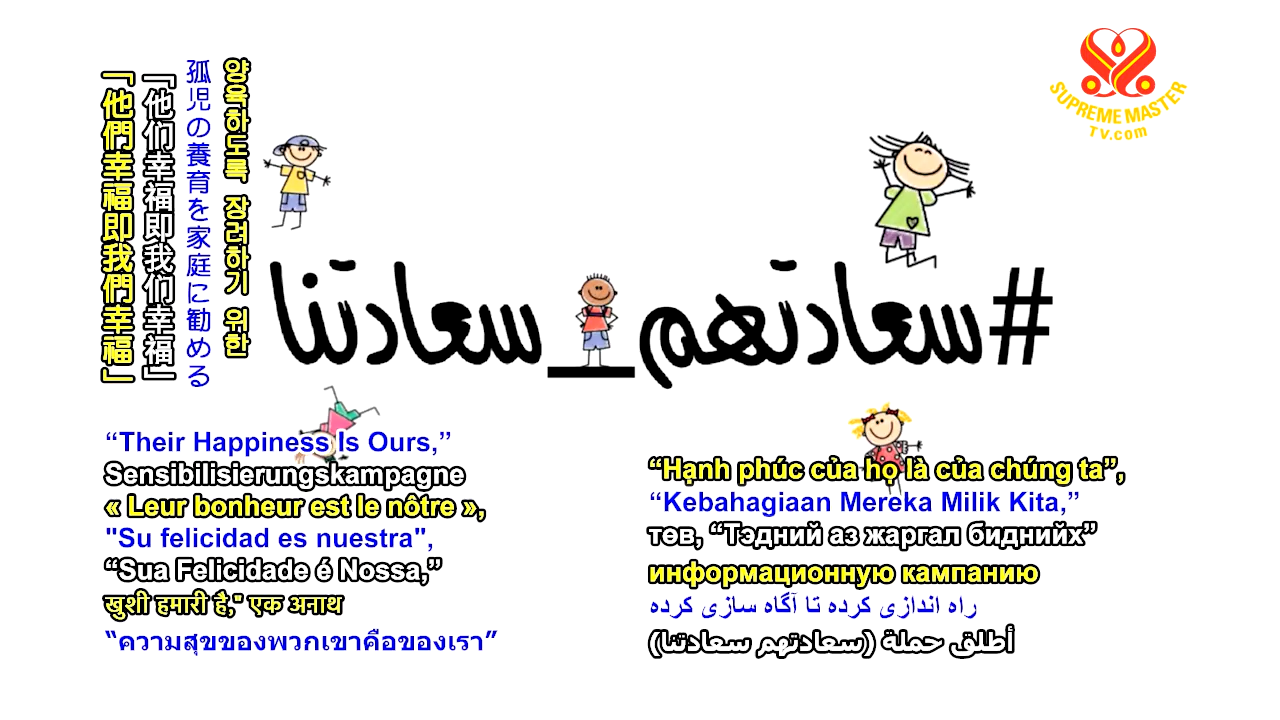 양육하도록 장려하기 위한
孤児の養育を家庭に勧める
「他们幸福即我们幸福」
「他們幸福即我們幸福」
SUPREME MASTER
TV.com
#سعادتهم_سعادتنا
“Their Happiness Is Ours,”
Sensibilisierungskampagne
« Leur bonheur est le nôtre »,
"Su felicidad es nuestra",
“Sua Felicidade é Nossa,”
खुशी हमारी है," एक अनाथ
“ความสุขของพวกเขาคือของเรา”
“Hạnh phúc của họ là của chúng ta”,
“Kebahagiaan Mereka Milik Kita,”
төв, “Тэдний аз жаргал биднийх”
информационную кампанию
راه اندازی کرده تا آگاه سازی کرده
أطلق حملة (سعادتهم سعادتنا)